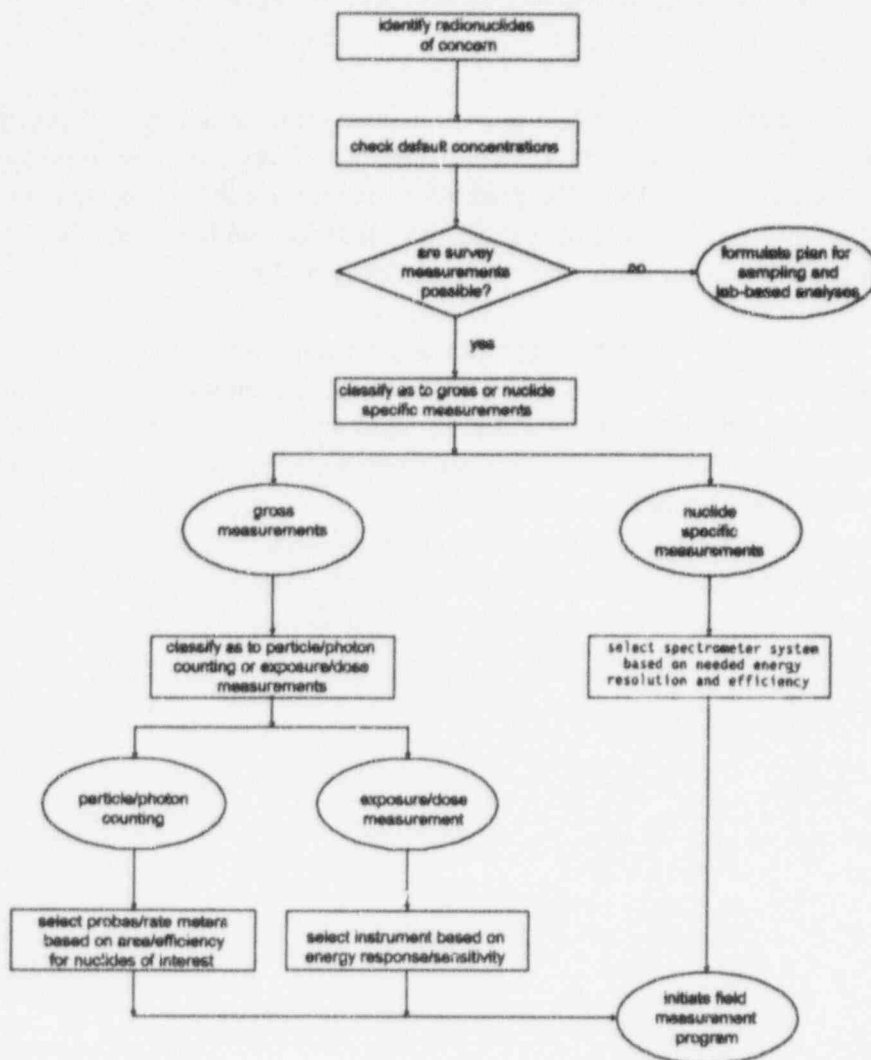 identify radionuclides
of concern
check default concentrations
are survey
measurements
possible?
no
formulate plan for
sampling and
lab-based analyses
yes
classify as to gross or nuclide
specific measurements
gross
measurements
nuclide
specific
measurements
classify as to particle/photon
counting or exposure/dose
measurements
select spectrometer system
based on needed energy
resolution and efficiency
particle/photon
counting
exposure/dose
measurement
select probes/rate meters
based on area/efficiency
for nuclides of interest
select instrument based on
energy response/sensitivity
initiate field
measurement
program